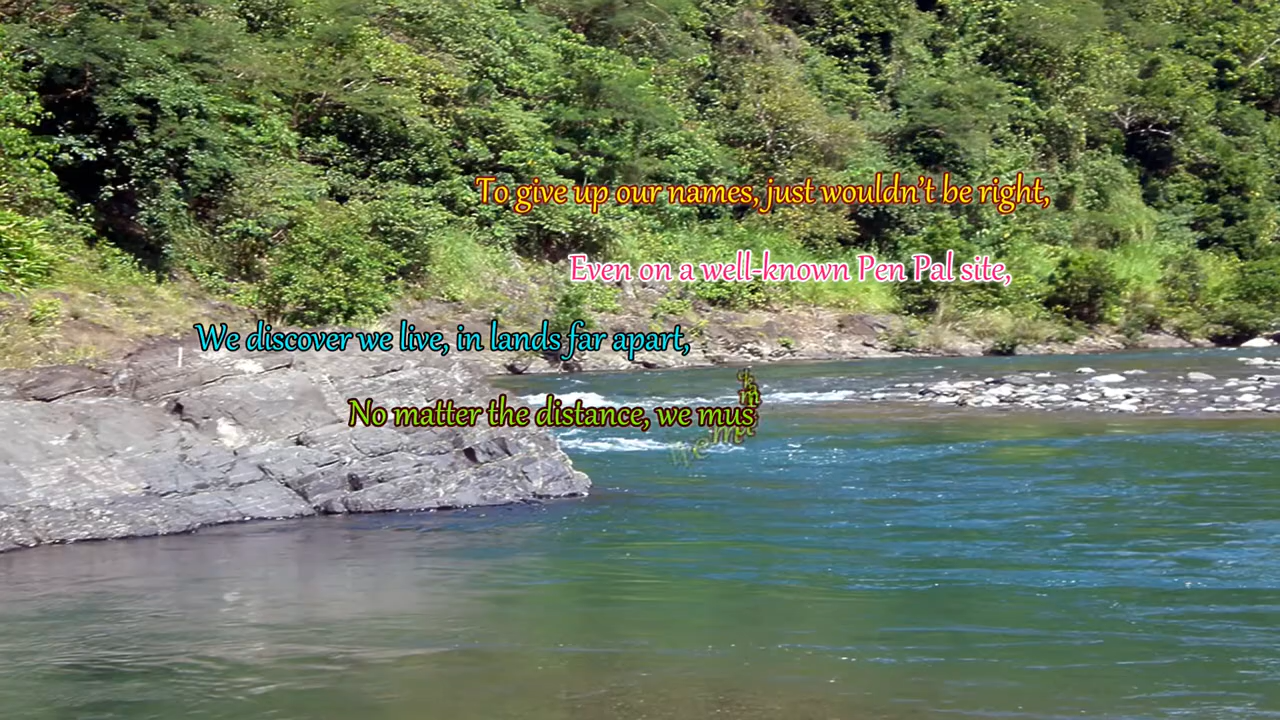 To give up our names, just wouldn't be right,
Even on a well-known Pen Pal site,
We discover we live, in lands far apart,
No matter the distance, we mus